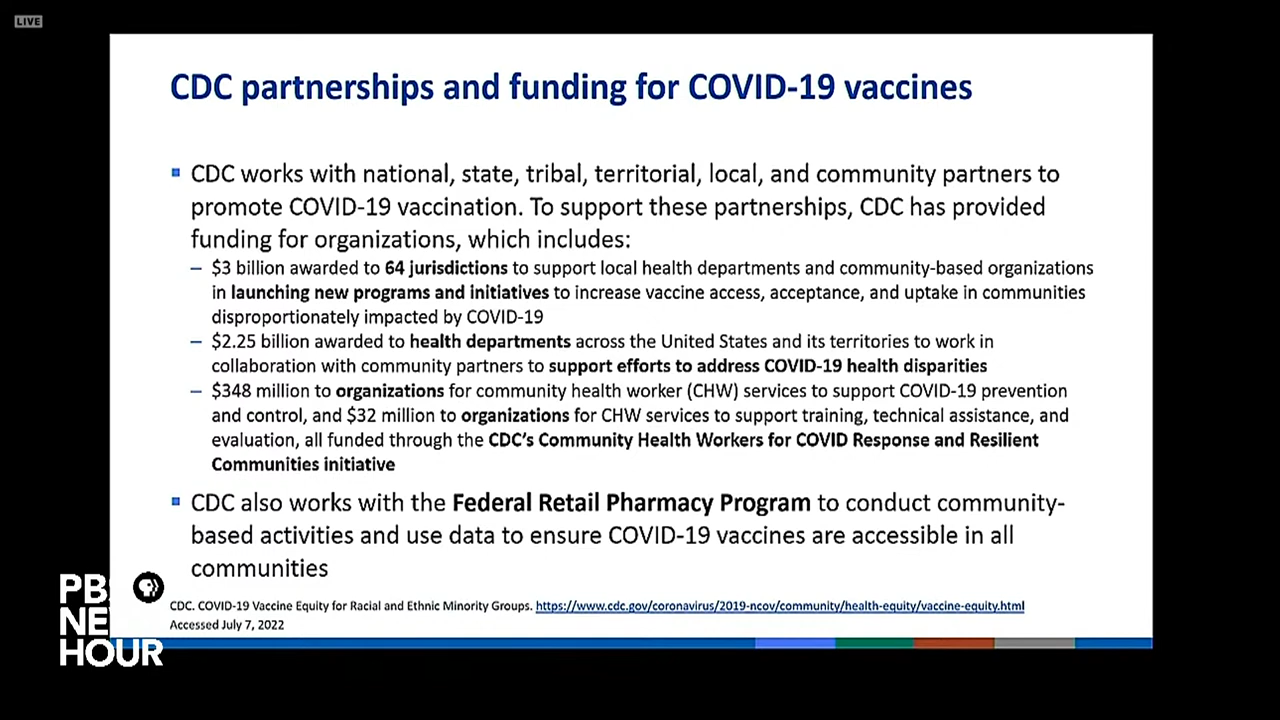 LIVE
CDC partnerships and funding for COVID-19 vaccines
CDC works with national, state, tribal, territorial, local, and community partners to
promote COVID-19 vaccination. To support these partnerships, CDC has provided
funding for organizations, which includes:
– $3 billion awarded to 64 jurisdictions to support local health departments and community-based organizations
in launching new programs and initiatives to increase vaccine access, acceptance, and uptake in communities
disproportionately impacted by COVID-19
– $2.25 billion awarded to health departments across the United States and its territories to work in
collaboration with community partners to support efforts to address COVID-19 health disparities
– $348 million to organizations for community health worker (CHW) services to support COVID-19 prevention
and control, and $32 million to organizations for CHW services to support training, technical assistance, and
evaluation, all funded through the CDC's Community Health Workers for COVID Response and Resilient
Communities initiative
CDC also works with the Federal Retail Pharmacy Program to conduct community-
based activities and use data to ensure COVID-19 vaccines are accessible in all
communities
CDC. COVID-19 Vaccine Equity for Racial and Ethnic Minority Groups. https://www.cdc.gov/coronavirus/2019-ncov/community/health-equity/vaccine-equity.html
Accessed July 7, 2022
PB
NE
HOUR